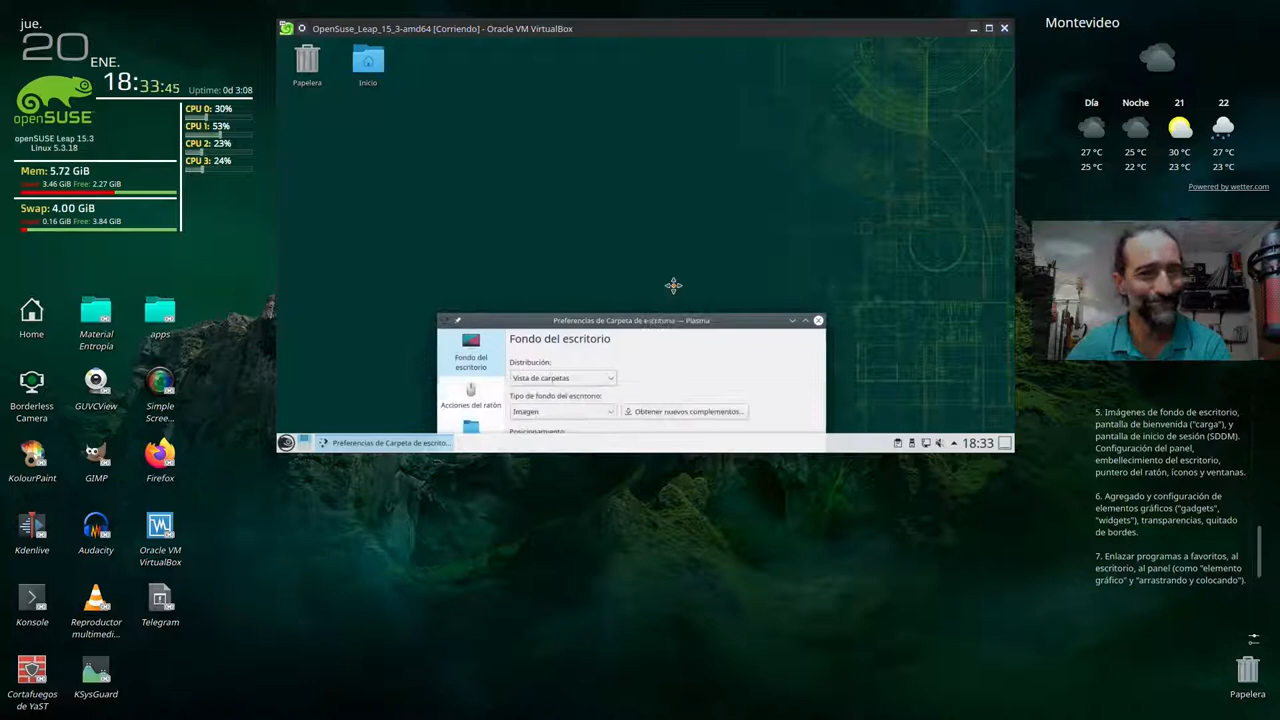 jue.
20
ENE.
18:33:45
Uptime: 0d 3:08
openSUSE
openSUSE Leap 15.3
Linux 5.3.18
CPU 0: 30%
CPU 1: 53%
CPU 2: 23%
CPU 3: 24%
Mem: 5.72 GiB
3.46 GiB Free: 2.27 GiB
Swap: 4.00 GiB
0.16 GiB Free: 3.84 GiB
Home
Material Entropía
apps
Borderless Camera
GUVCView
Simple Scree...
KolourPaint
GIMP
Firefox
Kdenlive
Audacity
Oracle VM VirtualBox
Konsole
Reproductor multimedi...
Telegram
Cortafuegos de YaST
KSysGuard
OpenSuse_Leap_15_3-amd64 [Corriendo] - Oracle VM VirtualBox
Papelera
Inicio
Preferencias de Carpeta de escritorio — Plasma
Fondo del escritorio
Fondo del escritorio
Distribución:
Vista de carpetas
Acciones del ratón
Tipo de fondo del escritorio:
Imagen
Obtener nuevos complementos...
Posicionamiento:
Preferencias de Carpeta de escrito...
18:33
Montevideo
Día
Noche
21
22
27 °C
25 °C
30 °C
27 °C
25 °C
22 °C
23 °C
23 °C
Powered by wetter.com
5. Imágenes de fondo de escritorio,
pantalla de bienvenida ("carga"), y
pantalla de inicio de sesión (SDDM).
Configuración del panel,
embellecimiento del escritorio,
puntero del ratón, íconos y ventanas.
6. Agregado y configuración de
elementos gráficos ("gadgets",
"widgets"), transparencias, quitado
de bordes.
7. Enlazar programas a favoritos, al
escritorio, al panel (como "elemento
gráfico" y "arrastrando y colocando").
Papelera